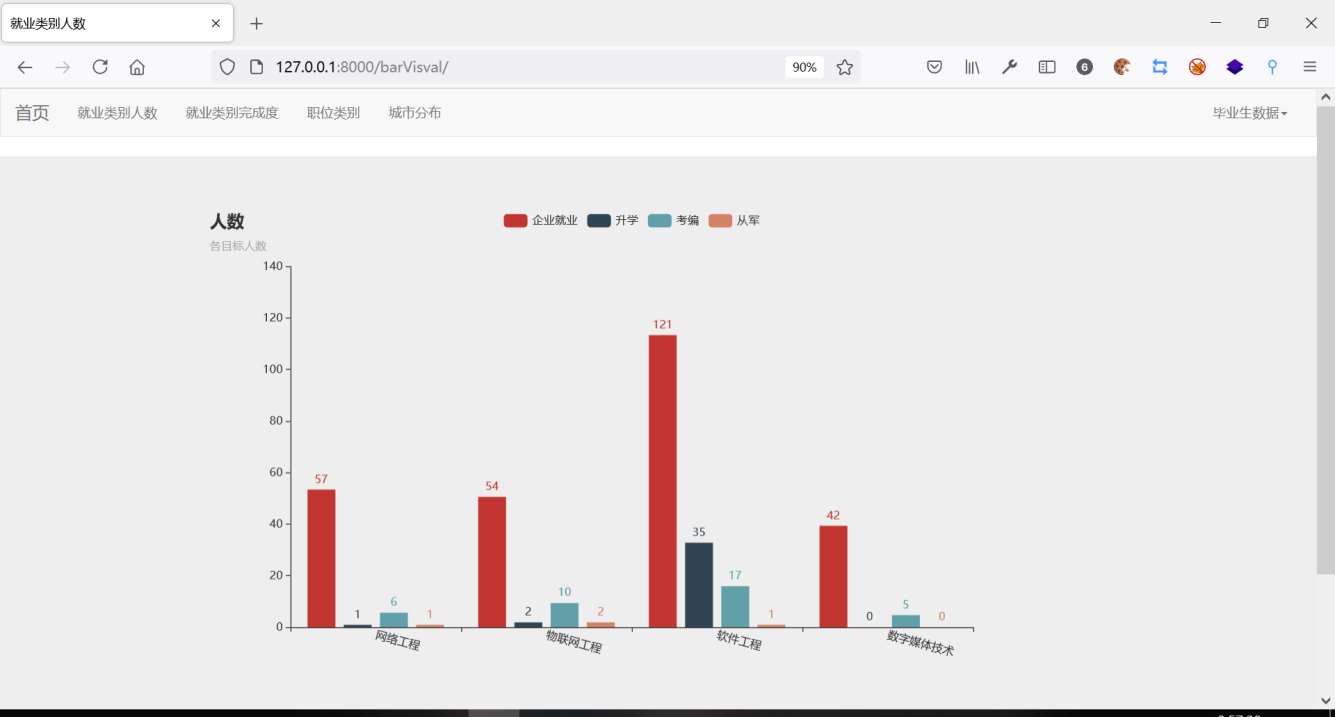 就业类别人数
127.0.0.1:8000/barVisval/ 90% 6
首页 就业类别人数 就业类别完成度 职位类别 城市分布 毕业生数据
人数 企业就业 升学 考编 从军
各目标人数
140
120
121
100
80
60
57 54
40
42
35
20
17
6 10 5
1 1 2 2 1 0 0
0
网络工程 物联网工程 软件工程 数字媒体技术